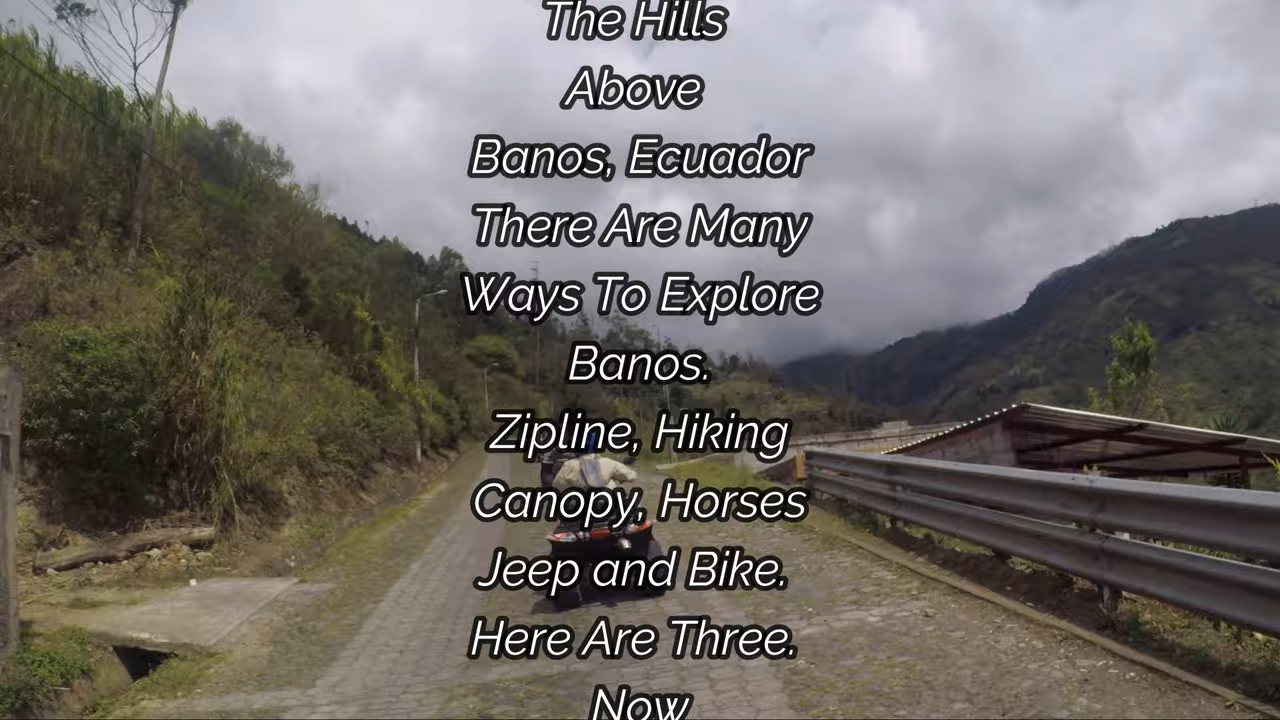 The Hills
Above
Banos, Ecuador
There Are Many
Ways To Explore
Banos.
Zipline, Hiking
Canopy, Horses
Jeep and Bike.
Here Are Three.
Now